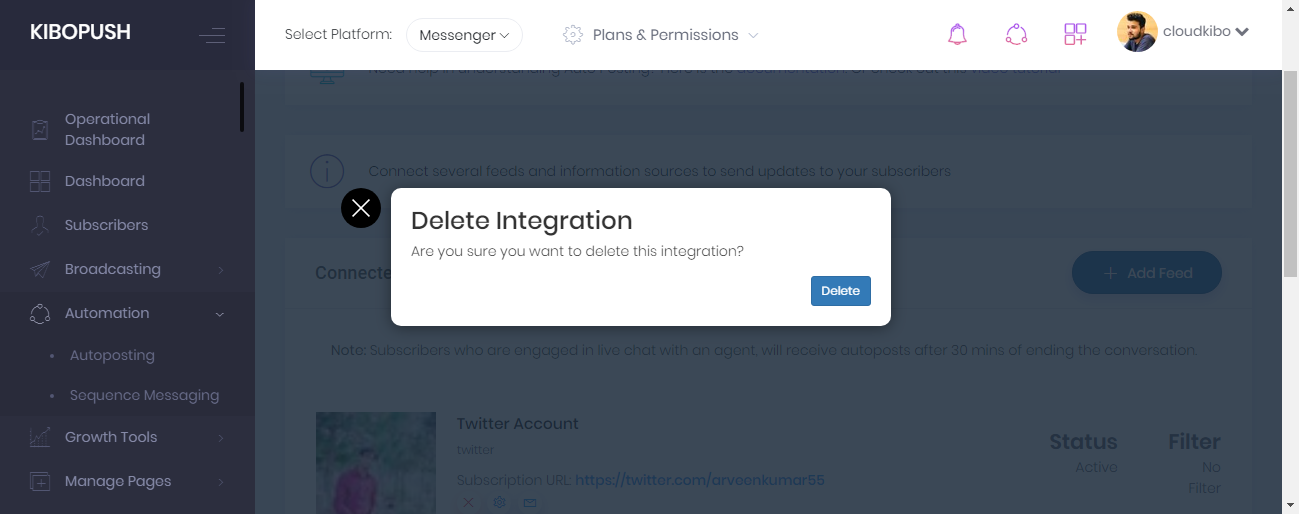 KIBOPUSH
Select Platform: Messenger Plans & Permissions cloudkibo
Need help in understanding Auto Posting? Here is the documentation. Or check out this video tutorial.
Operational
Dashboard
Dashboard
Subscribers
Broadcasting
Automation
Autoposting
Sequence Messaging
Growth Tools
Manage Pages
Connect several feeds and information sources to send updates to your subscribers
Delete Integration
Are you sure you want to delete this integration?
Delete
Connecte
Add Feed
Note: Subscribers who are engaged in live chat with an agent, will receive autoposts after 30 mins of ending the conversation.
Twitter Account
twitter
Subscription URL: https://twitter.com/arveenkumar55
Status
Active
Filter
No
Filter